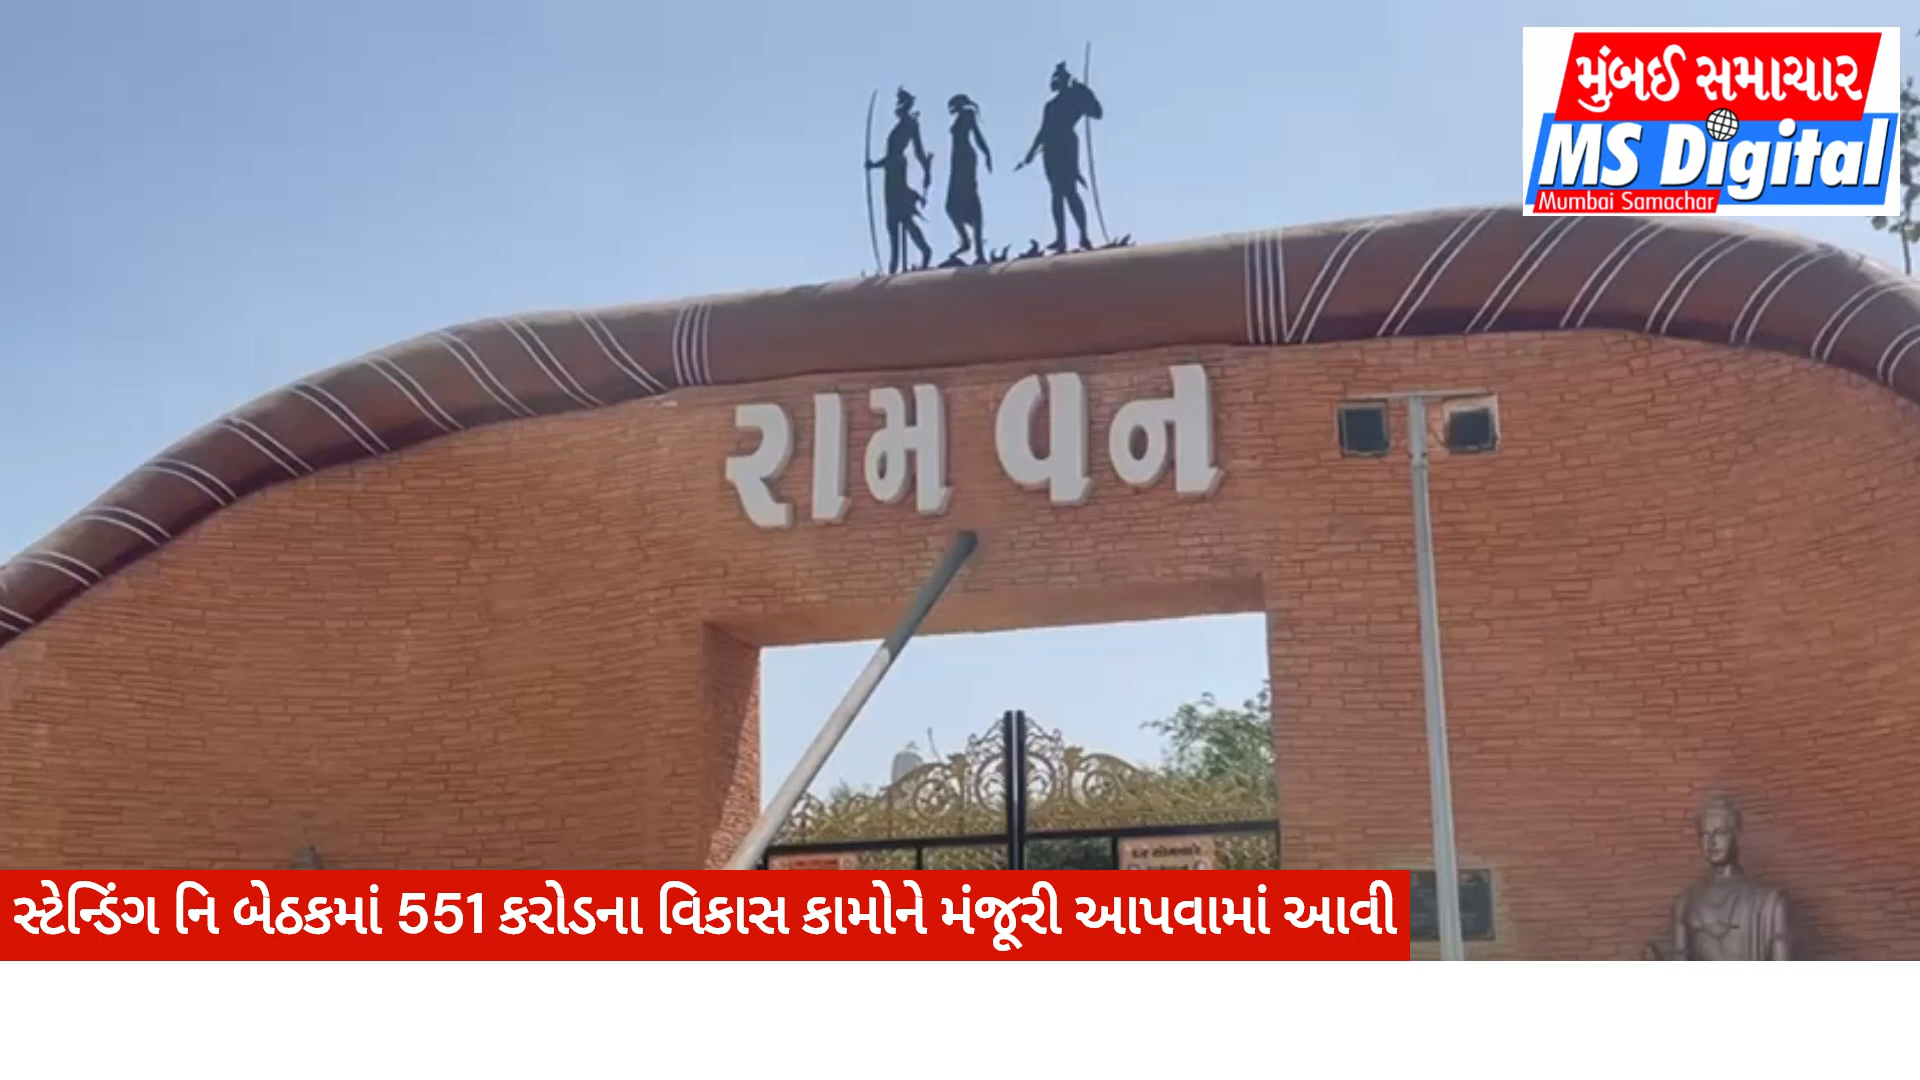 મુંબઈ સમાચાર
MS Digital
Mumbai Samachar
રામ વન
સ્ટેન્ડિંગ નિ બેઠકમાં 551 કરોડના વિકાસ કામોને મંજૂરી આપવામાં આવી